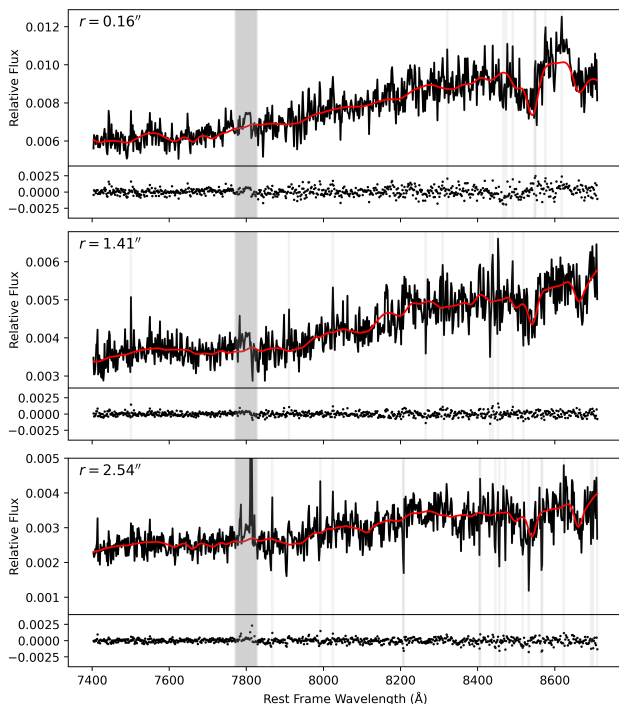 r = 0.16″
0.012
0.010
0.008
0.006
Relative Flux
0.0025
0.0000
−0.0025
r = 1.41″
0.006
0.005
0.004
0.003
Relative Flux
0.0025
0.0000
−0.0025
r = 2.54″
0.005
0.004
0.003
0.002
0.001
Relative Flux
0.0025
0.0000
−0.0025
7400 7600 7800 8000 8200 8400 8600
Rest Frame Wavelength (Å)